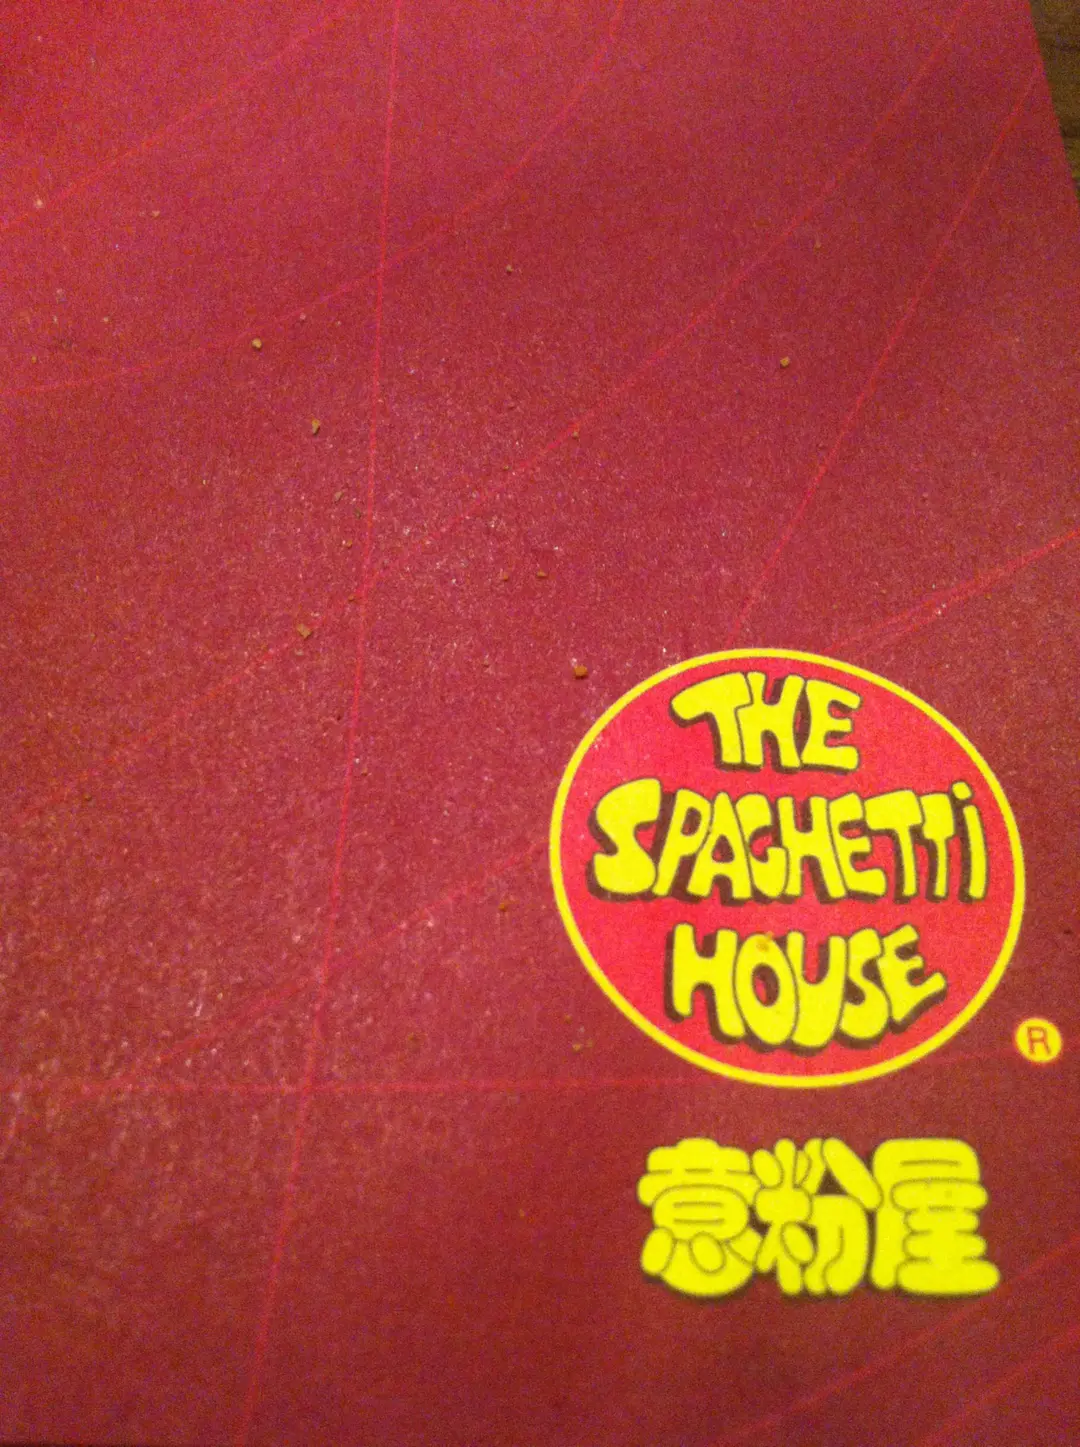 THE
SPAGHETTi
HOUSE
®
意粉屋